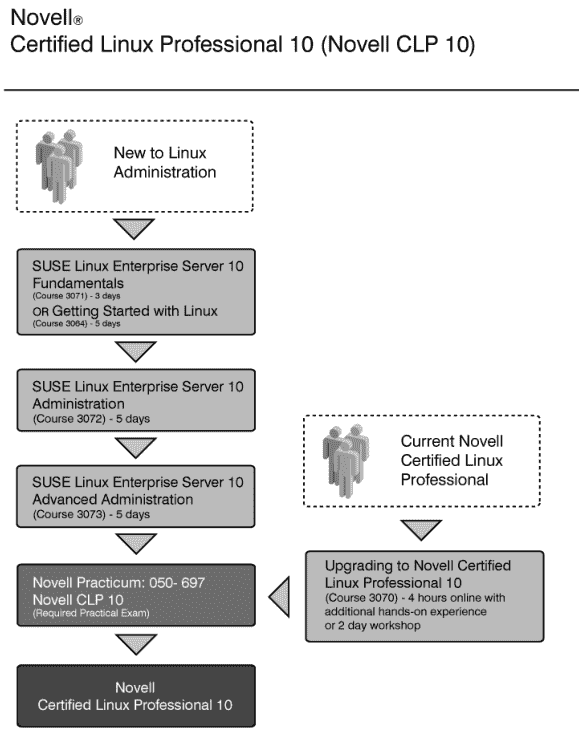 Novell®
Certified Linux Professional 10 (Novell CLP 10)
New to Linux
Administration
SUSE Linux Enterprise Server 10
Fundamentals
(Course 3071) - 3 days
OR Getting Started with Linux
(Course 3064) - 5 days
SUSE Linux Enterprise Server 10
Administration
(Course 3072) - 5 days
SUSE Linux Enterprise Server 10
Advanced Administration
(Course 3073) - 5 days
Current Novell
Certified Linux
Professional
Upgrading to Novell Certified
Linux Professional 10
(Course 3070) - 4 hours online with
additional hands-on experience
or 2 day workshop
Novell Practicum: 050- 697
Novell CLP 10
(Required Practical Exam)
Novell
Certified Linux Professional 10